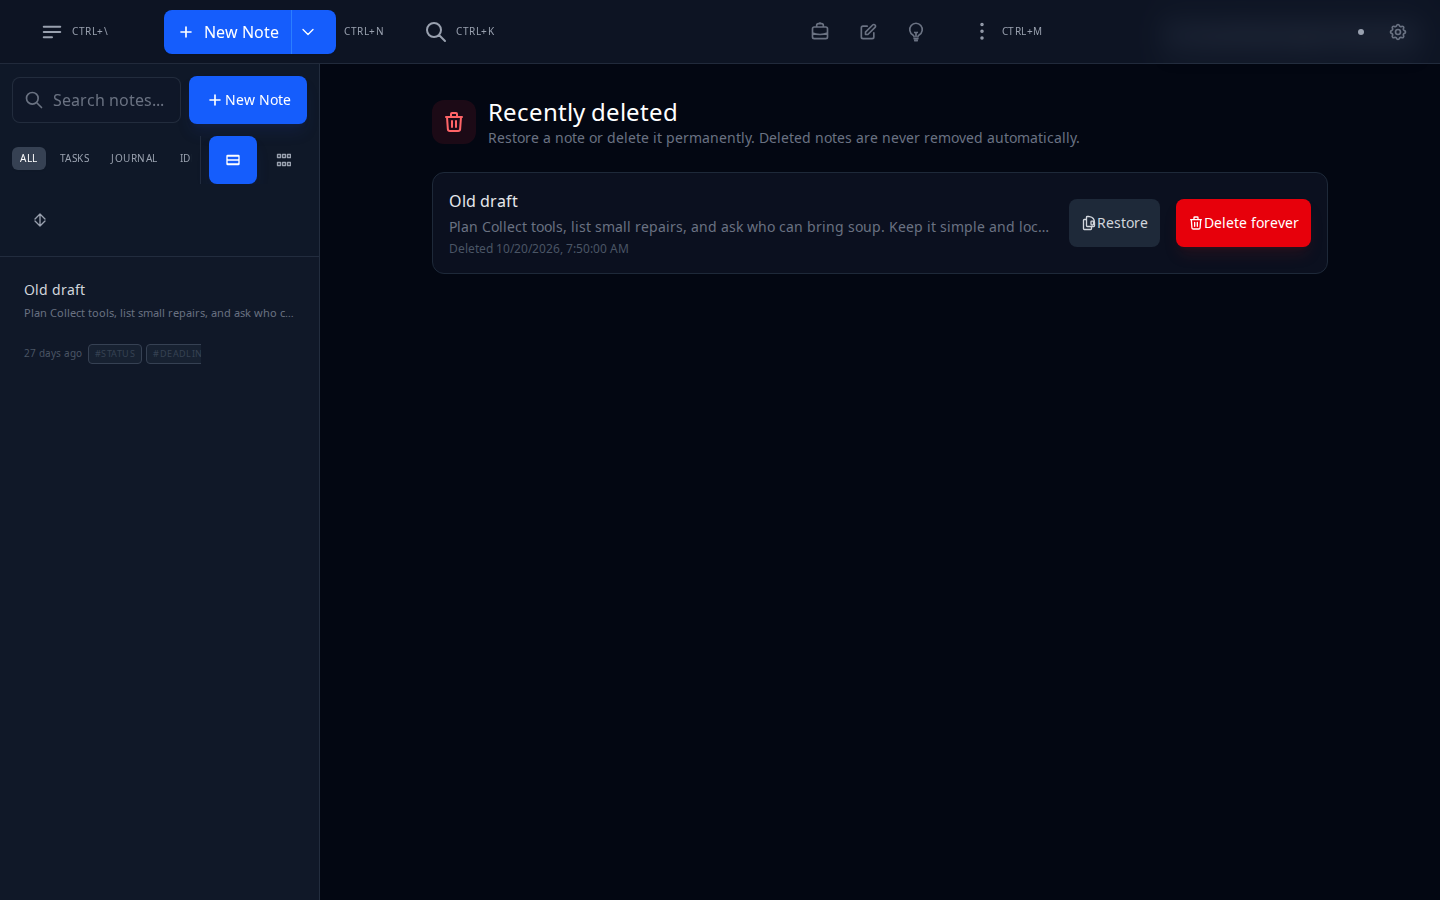 CTRL+\
New Note
CTRL+N
CTRL+K
CTRL+M
Search notes...
New Note
ALL
TASKS
JOURNAL
ID
Old draft
Plan Collect tools, list small repairs, and ask who c...
27 days ago
#STATUS
#DEADLIN
Recently deleted
Restore a note or delete it permanently. Deleted notes are never removed automatically.
Old draft
Plan Collect tools, list small repairs, and ask who can bring soup. Keep it simple and loc...
Deleted 10/20/2026, 7:50:00 AM
Restore
Delete forever